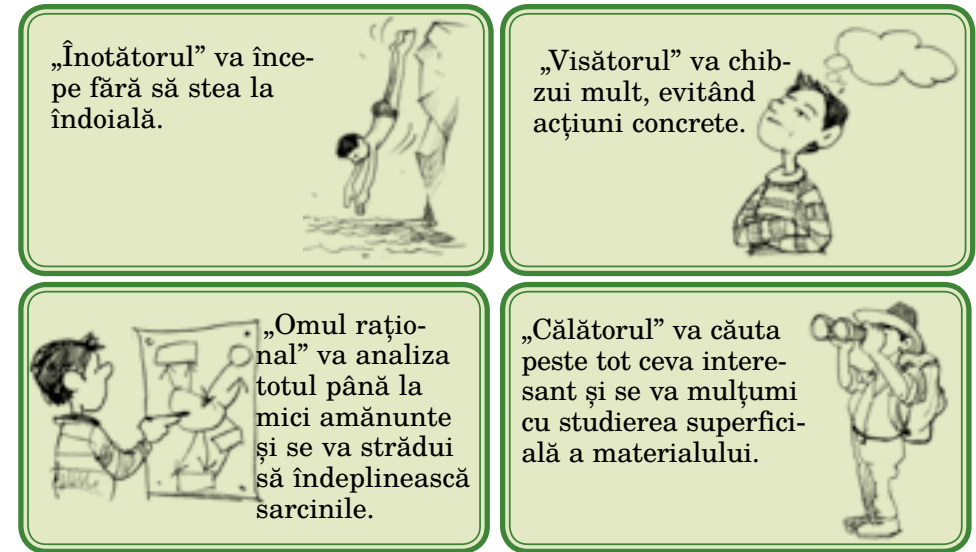 „Înotătorul” va înce-
pe fără să stea la
îndoială.
„Visătorul” va chib-
zui mult, evitând
acțiuni concrete.
„Omul rațio-
nal” va analiza
totul până la
mici amănunte
și se va strădui
să îndeplinească
sarcinile.
„Călătorul” va căuta
peste tot ceva intere-
sant și se va mulțumi
cu studierea superfici-
ală a materialului.